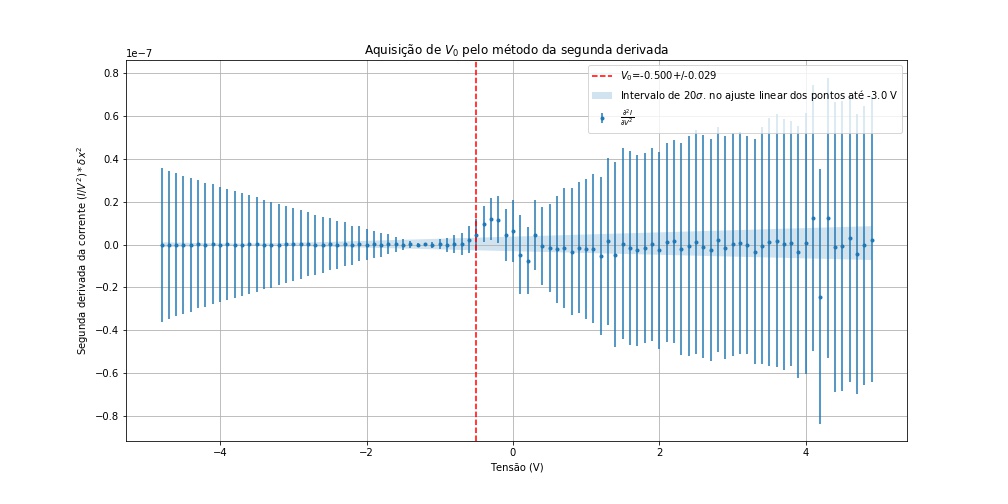 Aquisição de V₀ pelo método da segunda derivada
1e−7
V₀=-0.500+/-0.029
Intervalo de 20σ. no ajuste linear dos pontos até -3.0 V
∂²I/∂V²
Segunda derivada da corrente (I/V²) * δx²
0.8
0.6
0.4
0.2
0.0
−0.2
−0.4
−0.6
−0.8
−4
−2
0
2
4
Tensão (V)